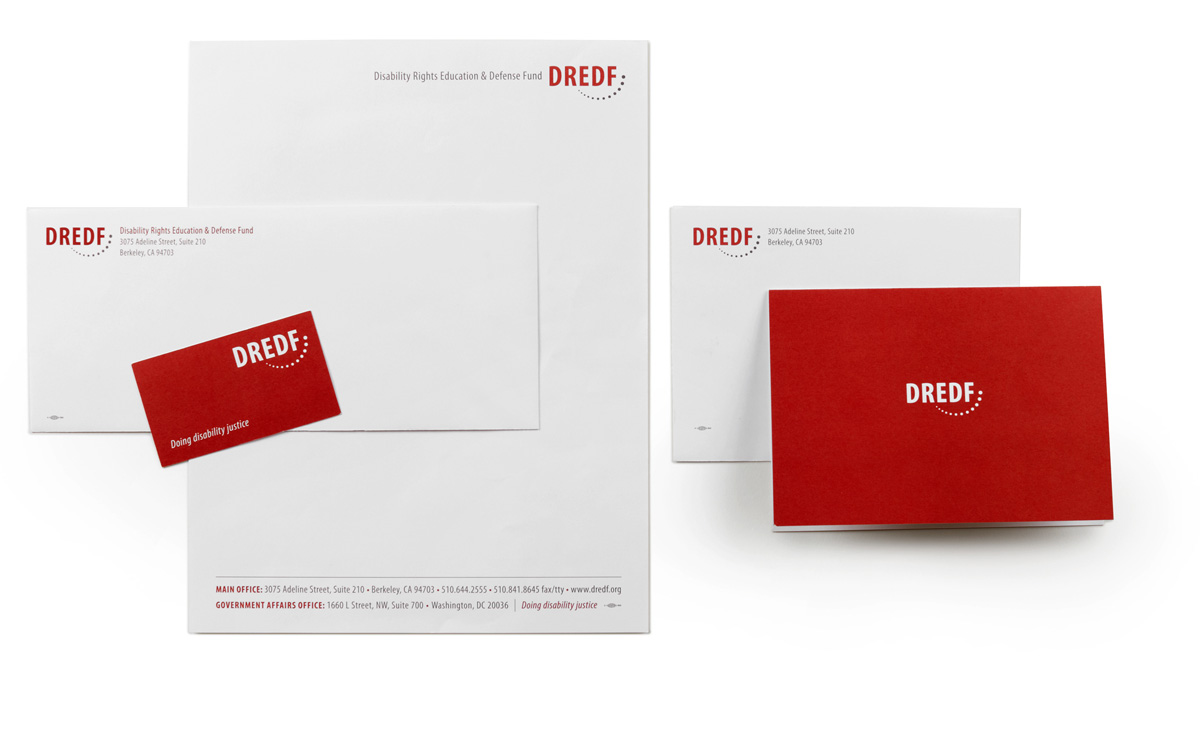 Disability Rights Education & Defense Fund DREDF
DREDF
Disability Rights Education & Defense Fund
3075 Adeline Street, Suite 210
Berkeley, CA 94703
DREDF
Doing disability justice
MAIN OFFICE: 3075 Adeline Street, Suite 210 • Berkeley, CA 94703 • 510.644.2555 • 510.841.8645 fax/tty • www.dredf.org
GOVERNMENT AFFAIRS OFFICE: 1660 L Street, NW, Suite 700 • Washington, DC 20036 | Doing disability justice
DREDF
3075 Adeline Street, Suite 210
Berkeley, CA 94703
DREDF